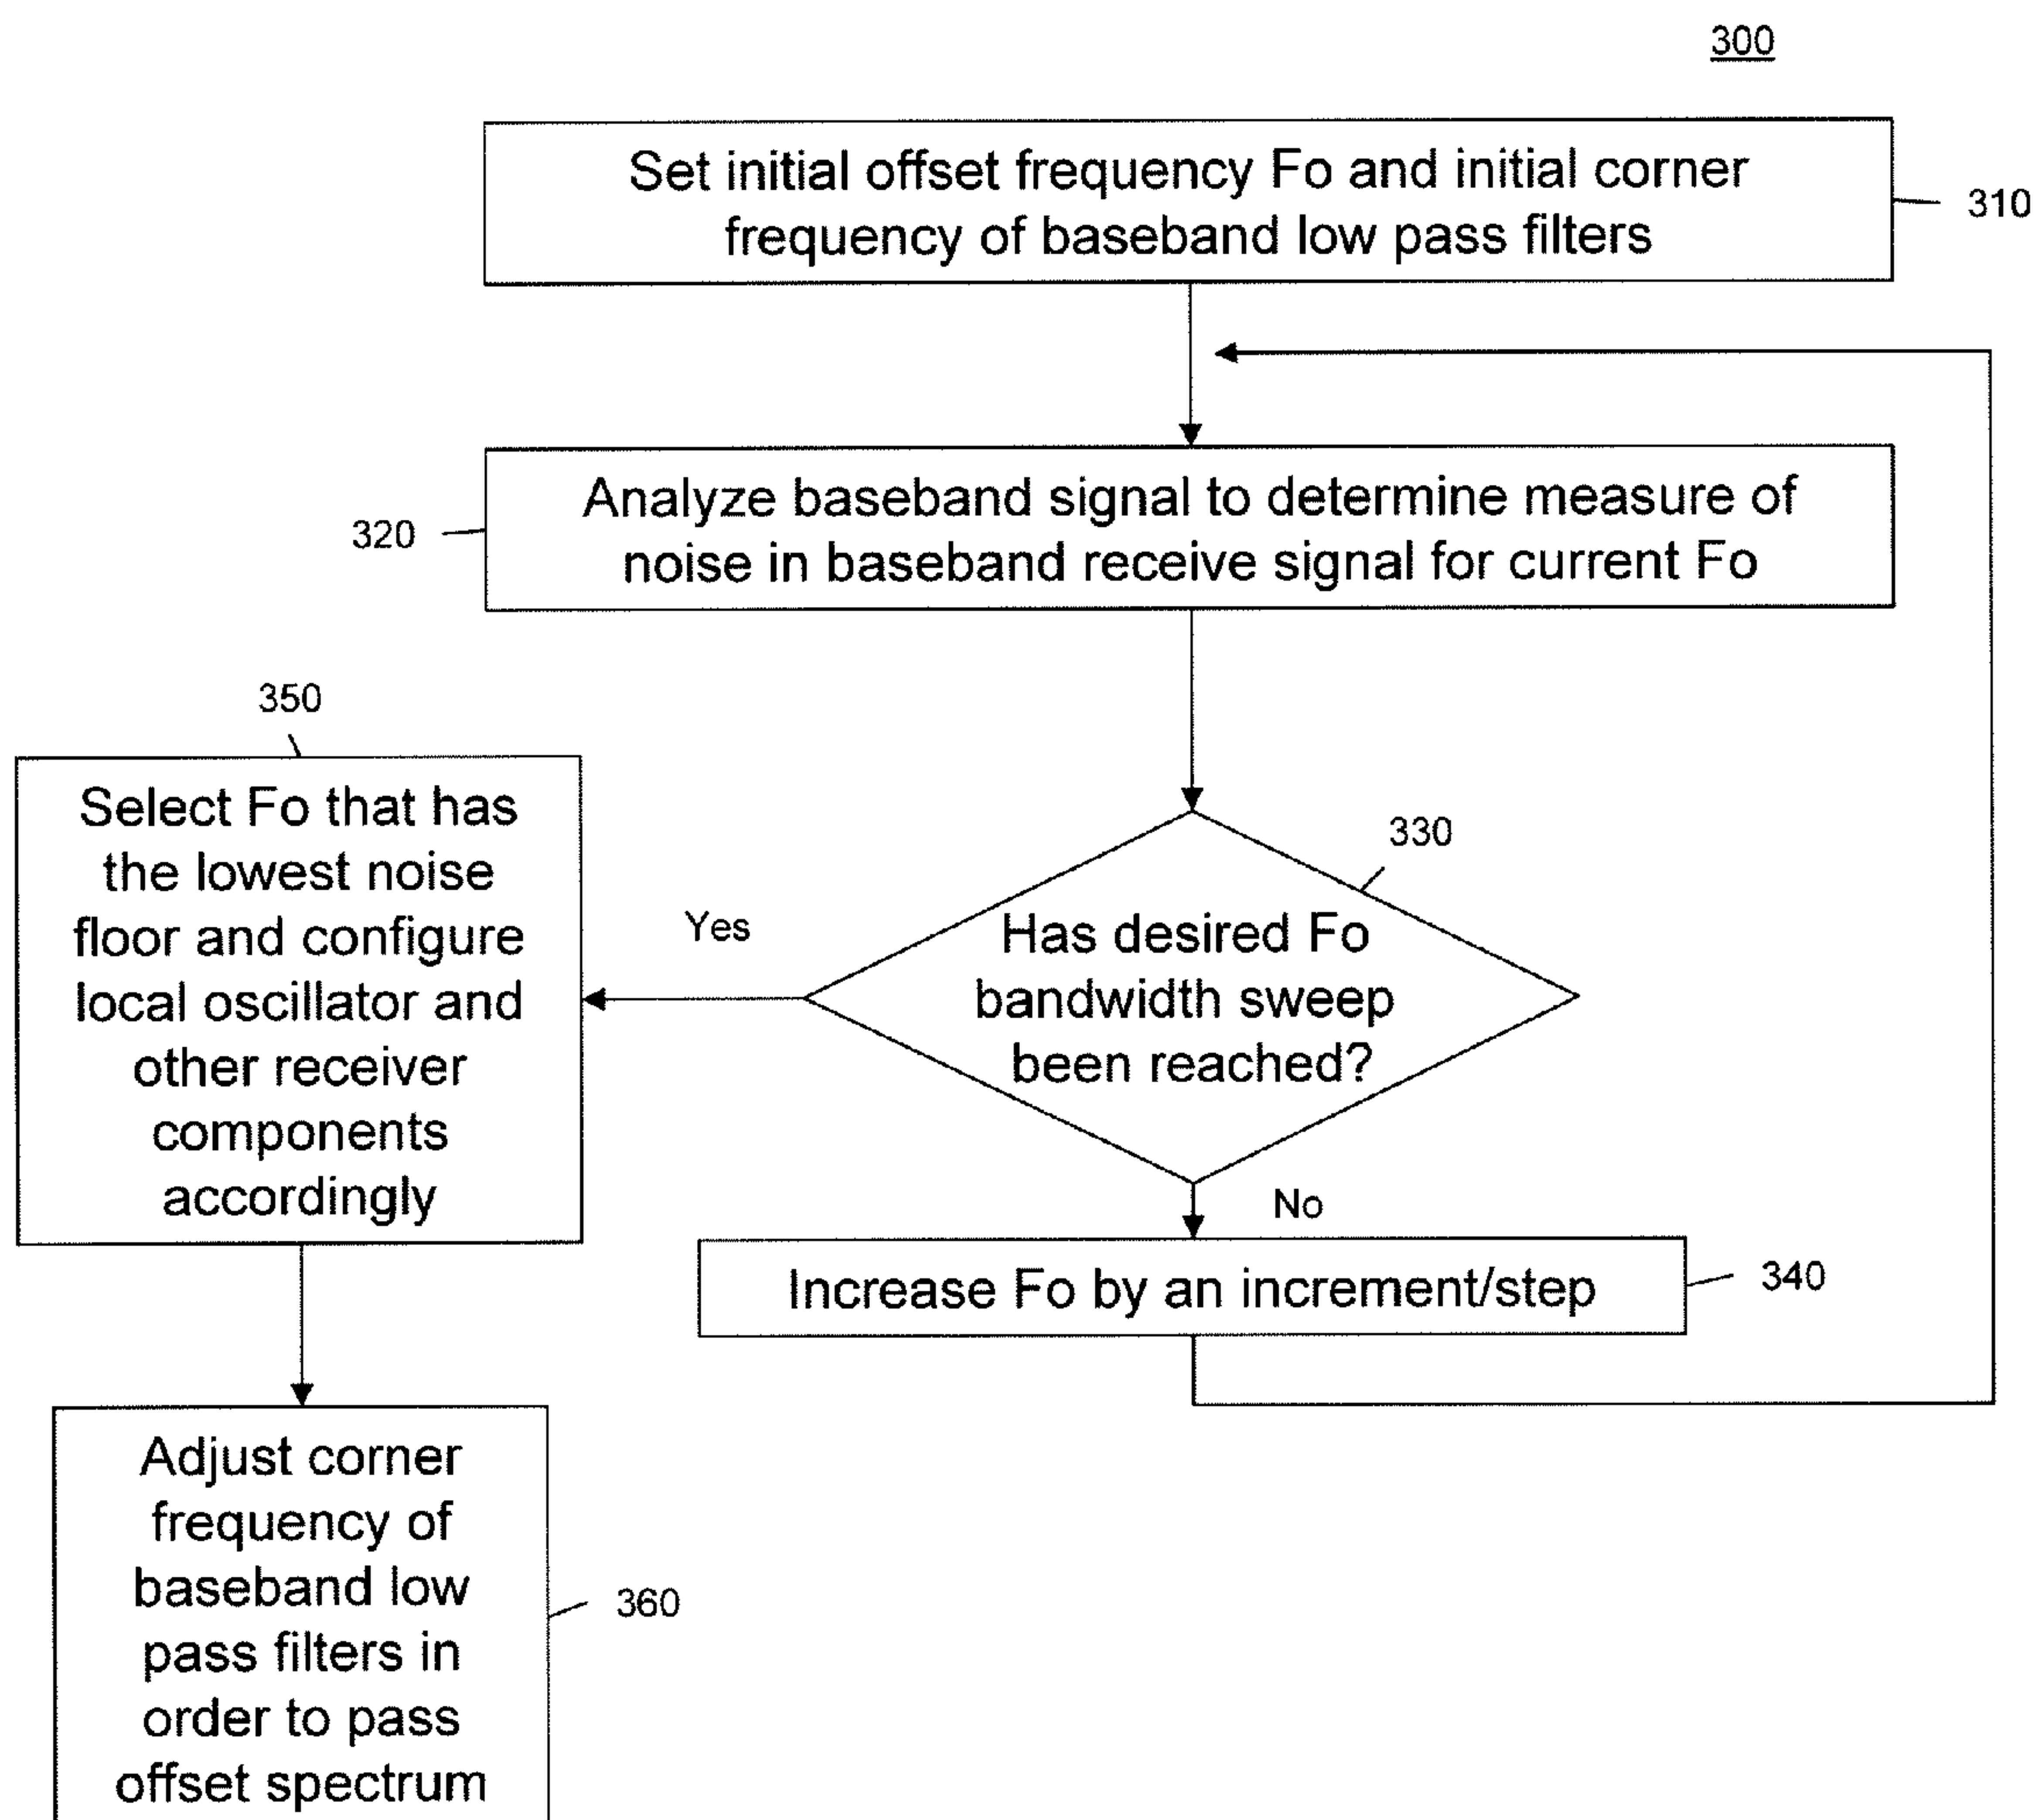 300
Set initial offset frequency Fo and initial corner
frequency of baseband low pass filters
310
Analyze baseband signal to determine measure of
noise in baseband receive signal for current Fo
320
330
Has desired Fo
bandwidth sweep
been reached?
Yes
No
350
Select Fo that has
the lowest noise
floor and configure
local oscillator and
other receiver
components
accordingly
Increase Fo by an increment/step
340
Adjust corner
frequency of
baseband low
pass filters in
order to pass
offset spectrum
360